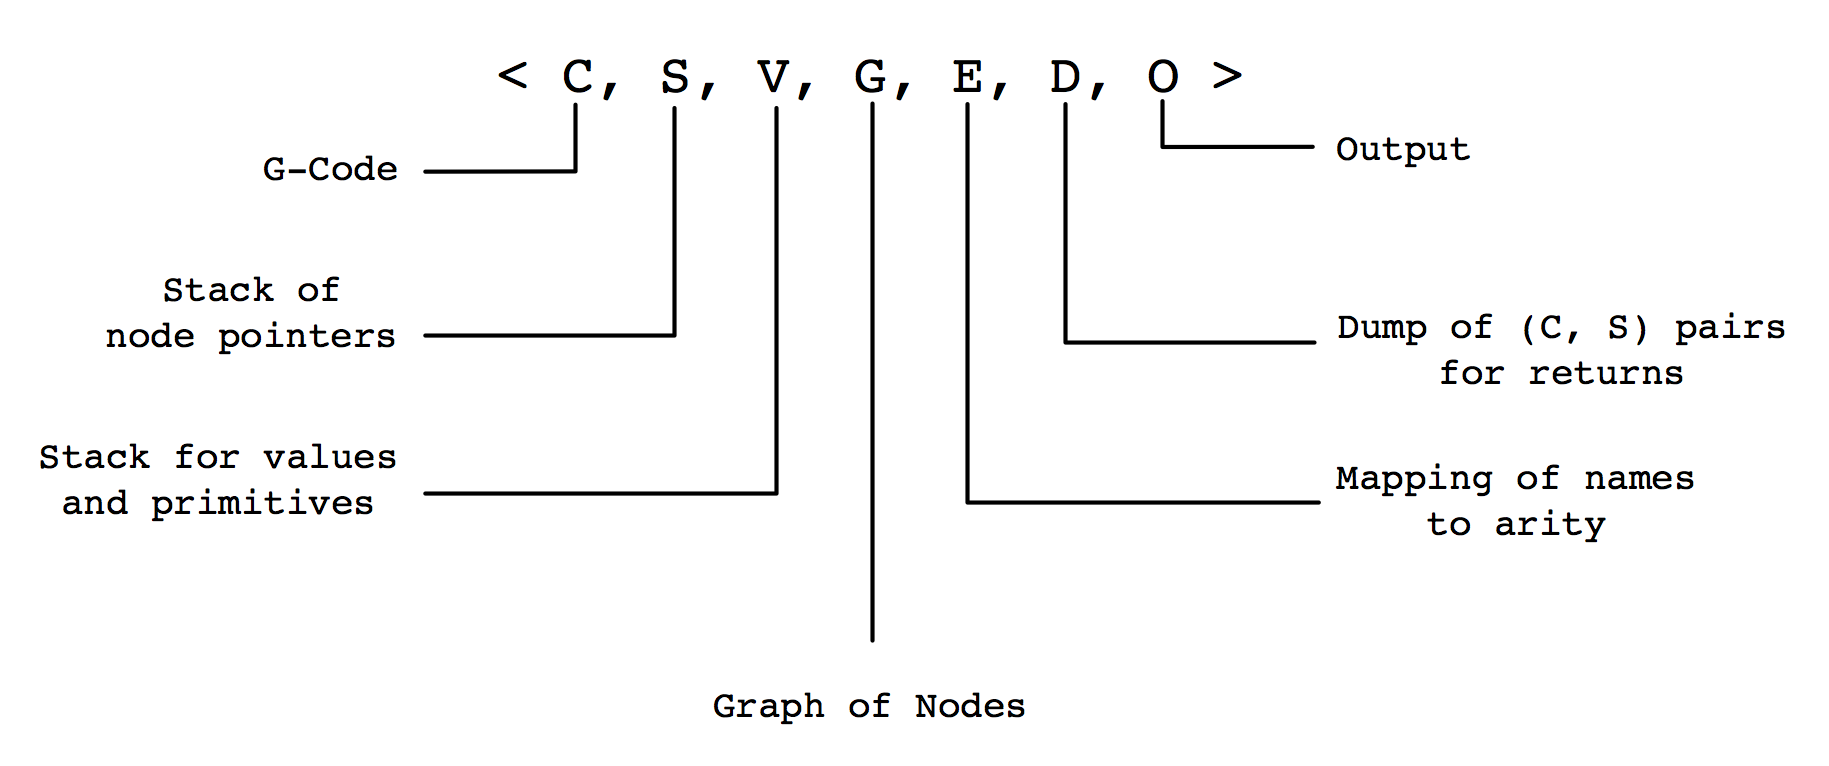 < C, S, V, G, E, D, O >
G-Code
Stack of
node pointers
Stack for values
and primitives
Graph of Nodes
Output
Dump of (C, S) pairs
for returns
Mapping of names
to arity